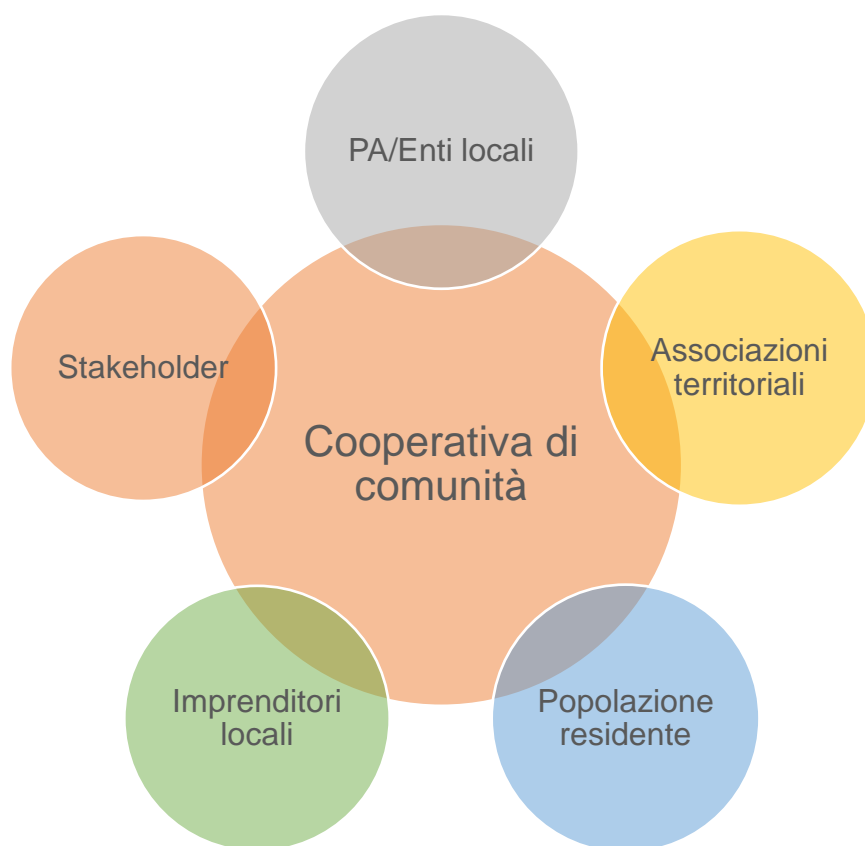 PA/Enti locali
Associazioni
territoriali
Stakeholder
Cooperativa di
comunità
Imprenditori
locali
Popolazione
residente